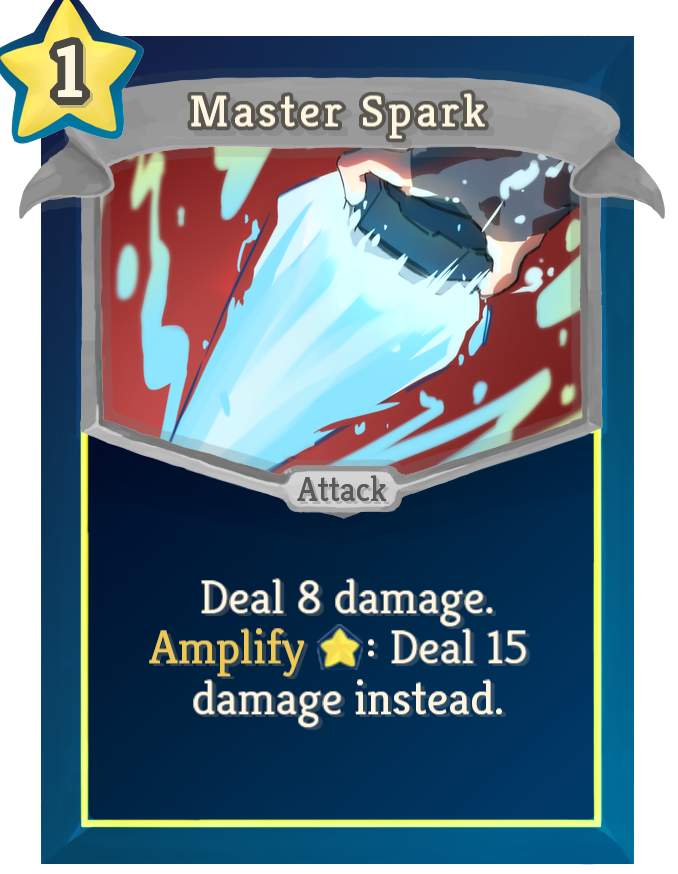 1
Master Spark
Attack
Deal 8 damage.
Amplify ⭐: Deal 15
damage instead.